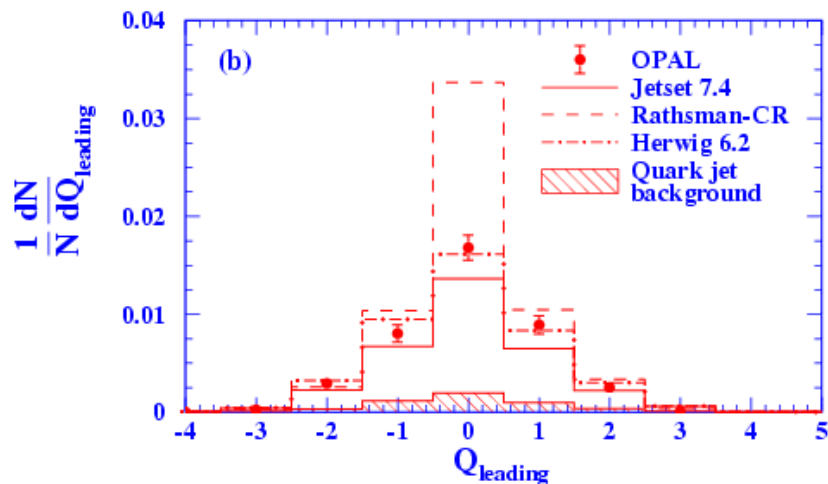 0.04
0.03
0.02
0.01
0
(b)
OPAL
Jetset 7.4
Rathsman-CR
Herwig 6.2
Quark jet
background
1 dN
N dQleading
-4 -3 -2 -1 0 1 2 3 4 5
Qleading